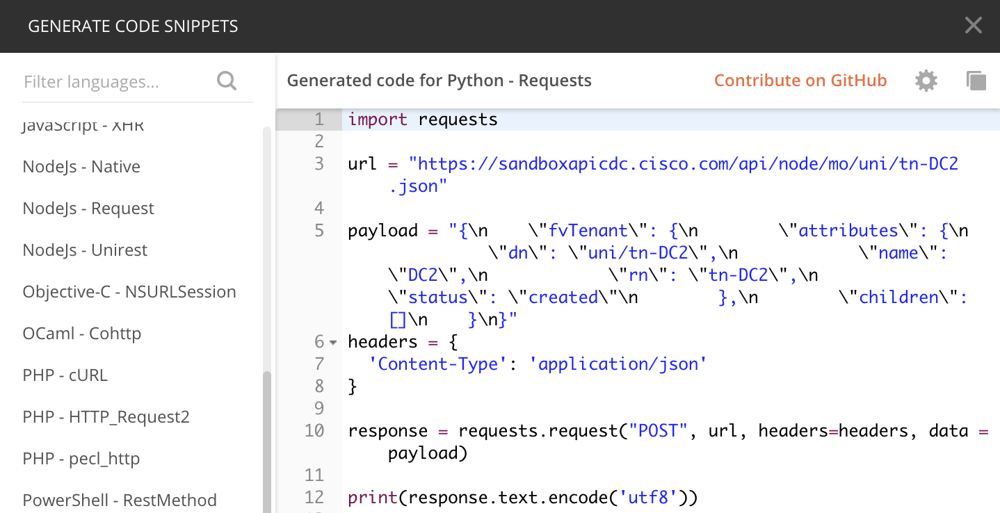 GENERATE CODE SNIPPETS
Filter languages...
JavaScript - XHR
NodeJs - Native
NodeJs - Request
NodeJs - Unirest
Objective-C - NSURLSession
OCaml - Cohttp
PHP - cURL
PHP - HTTP_Request2
PHP - pecl_http
PowerShell - RestMethod
Generated code for Python - Requests
Contribute on GitHub
1 import requests
2
3 url = "https://sandboxapicdc.cisco.com/api/node/mo/uni/tn-DC2
.json"
4
5 payload = "{\n    \"fvTenant\": {\n        \"attributes\": {\n
          \"dn\": \"uni/tn-DC2\",\n            \"name\":
\"DC2\",\n            \"rn\": \"tn-DC2\",\n
\"status\": \"created\"\n        },\n        \"children\":
[]\n    }\n}"
6 headers = {
7   'Content-Type': 'application/json'
8 }
9
10 response = requests.request("POST", url, headers=headers, data =
payload)
11
12 print(response.text.encode('utf8'))